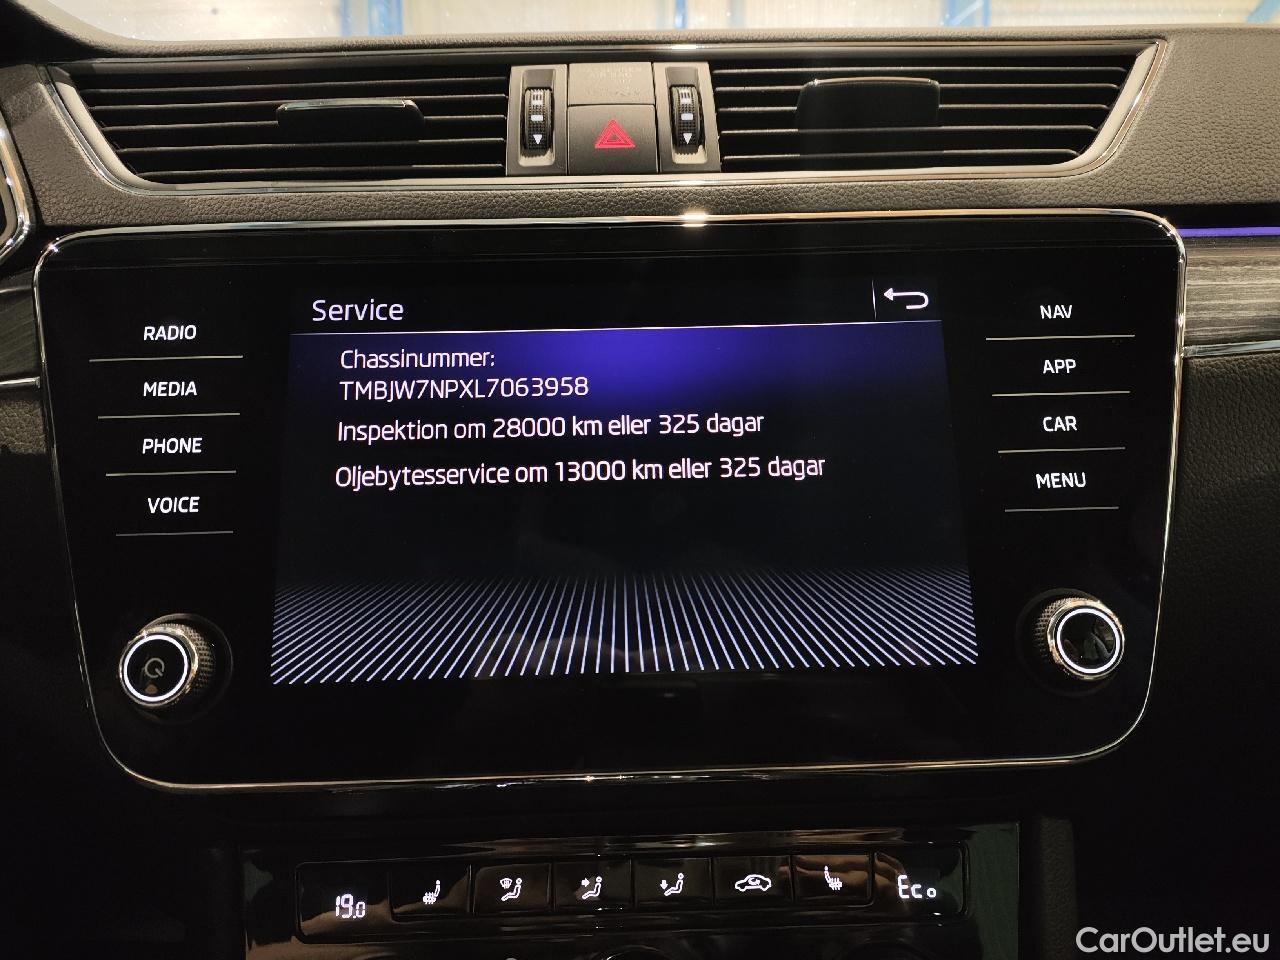 Service
RADIO
MEDIA
PHONE
VOICE
Chassinummer:
TMBJW7NPXL7063958
Inspektion om 28000 km eller 325 dagar
Oljebytesservice om 13000 km eller 325 dagar
NAV
APP
CAR
MENU
19.0
Eco
CarOutlet.eu